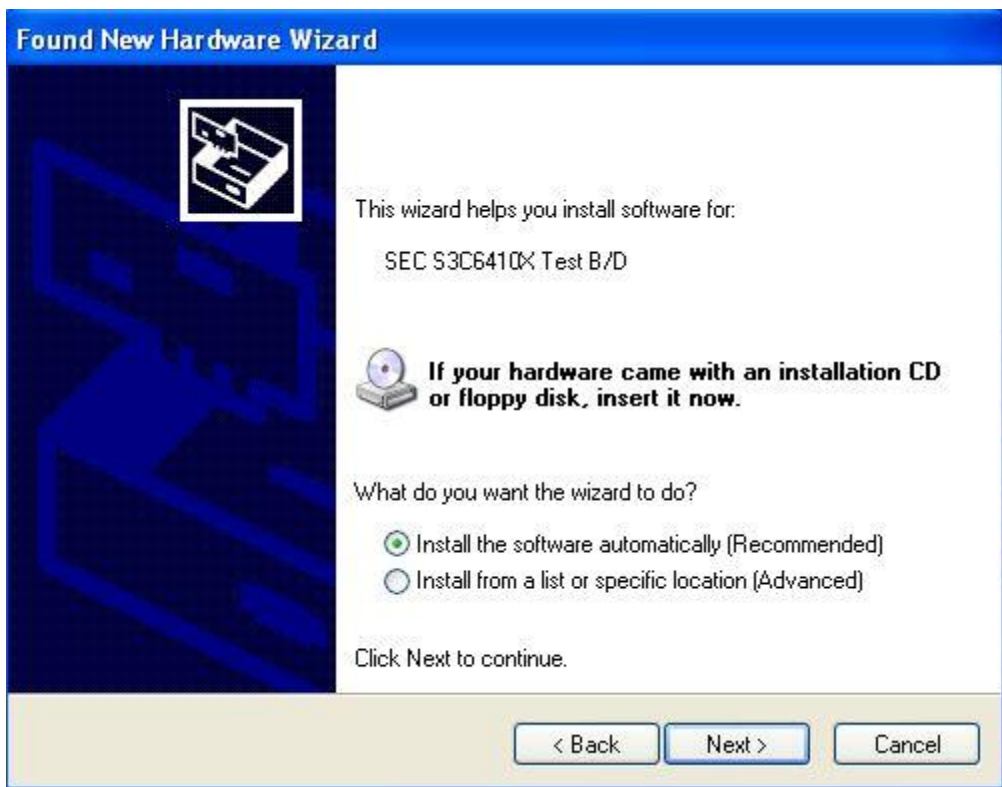 Found New Hardware Wizard
This wizard helps you install software for:
SEC S3C6410X Test B/D
If your hardware came with an installation CD
or floppy disk, insert it now.
What do you want the wizard to do?
Install the software automatically (Recommended)
Install from a list or specific location (Advanced)
Click Next to continue.
< Back
Next >
Cancel